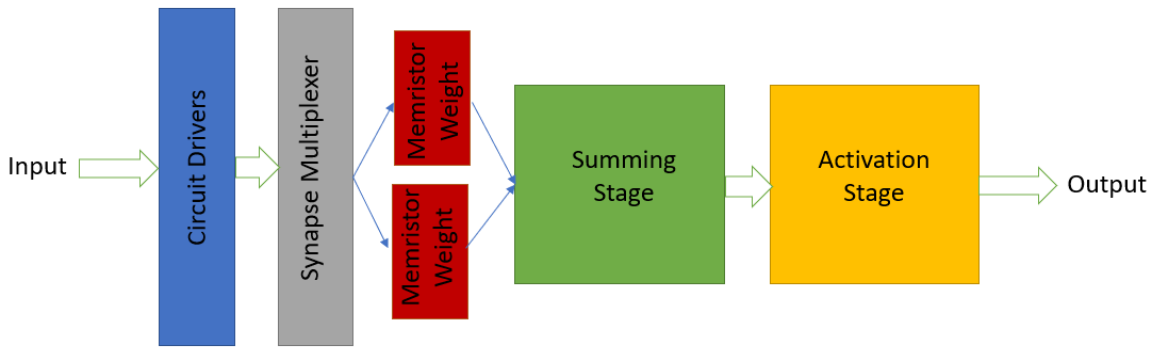 Input
Circuit Drivers
Synapse Multiplexer
Memristor
Weight
Memristor
Weight
Summing
Stage
Activation
Stage
Output